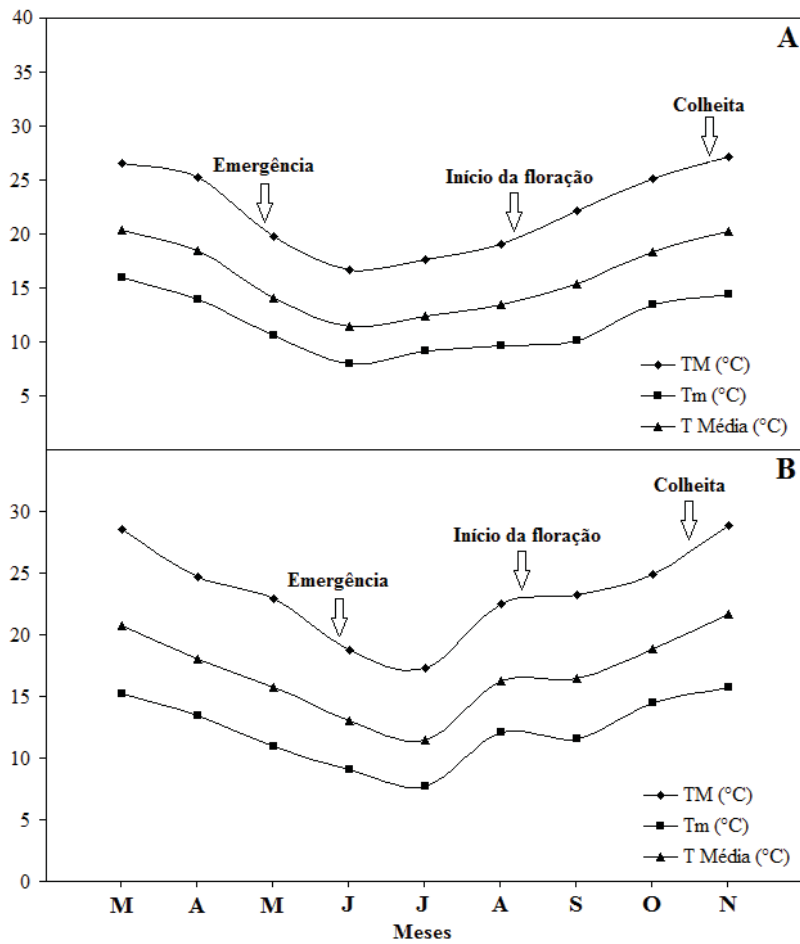 40
A
35
Colheita
30
Emergência
Início da floração
25
20
15
10
TM (°C)
Tm (°C)
5
T Média (°C)
B
Colheita
30
Início da floração
25
Emergência
20
15
10
TM (°C)
5
Tm (°C)
T Média (°C)
0
M A M J J A S O N
Meses